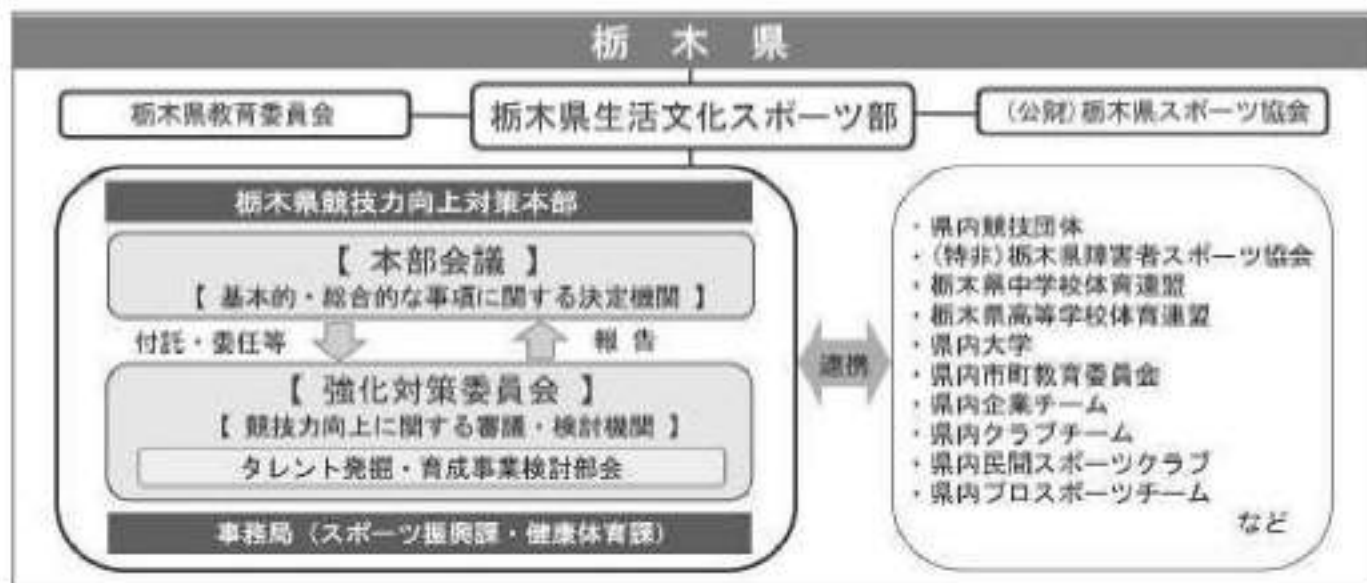 栃木県
栃木県教育委員会
栃木県生活文化スポーツ部
(公財)栃木県スポーツ協会
栃木県競技力向上対策本部
【 本部会議 】
【 基本的・総合的な事項に関する決定機関 】
付託・委任等
報告
【 強化対策委員会 】
【 競技力向上に関する審議・検討機関 】
タレント発掘・育成事業検討部会
事務局(スポーツ振興課・健康体育課)
連携
・県内競技団体
・(特非)栃木県障害者スポーツ協会
・栃木県中学校体育連盟
・栃木県高等学校体育連盟
・県内大学
・県内市町教育委員会
・県内企業チーム
・県内クラブチーム
・県内民間スポーツクラブ
・県内プロスポーツチーム
など